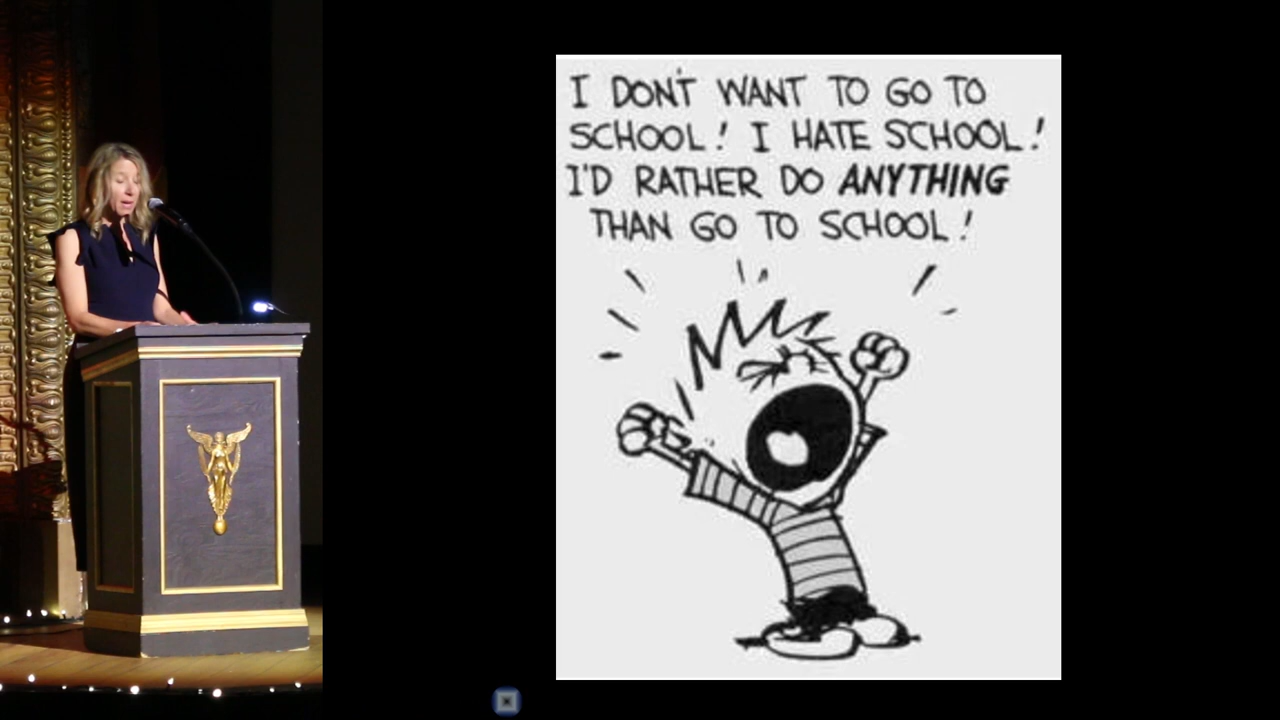 I DON'T WANT TO GO TO
SCHOOL! I HATE SCHOOL!
I'D RATHER DO ANYTHING
THAN GO TO SCHOOL!